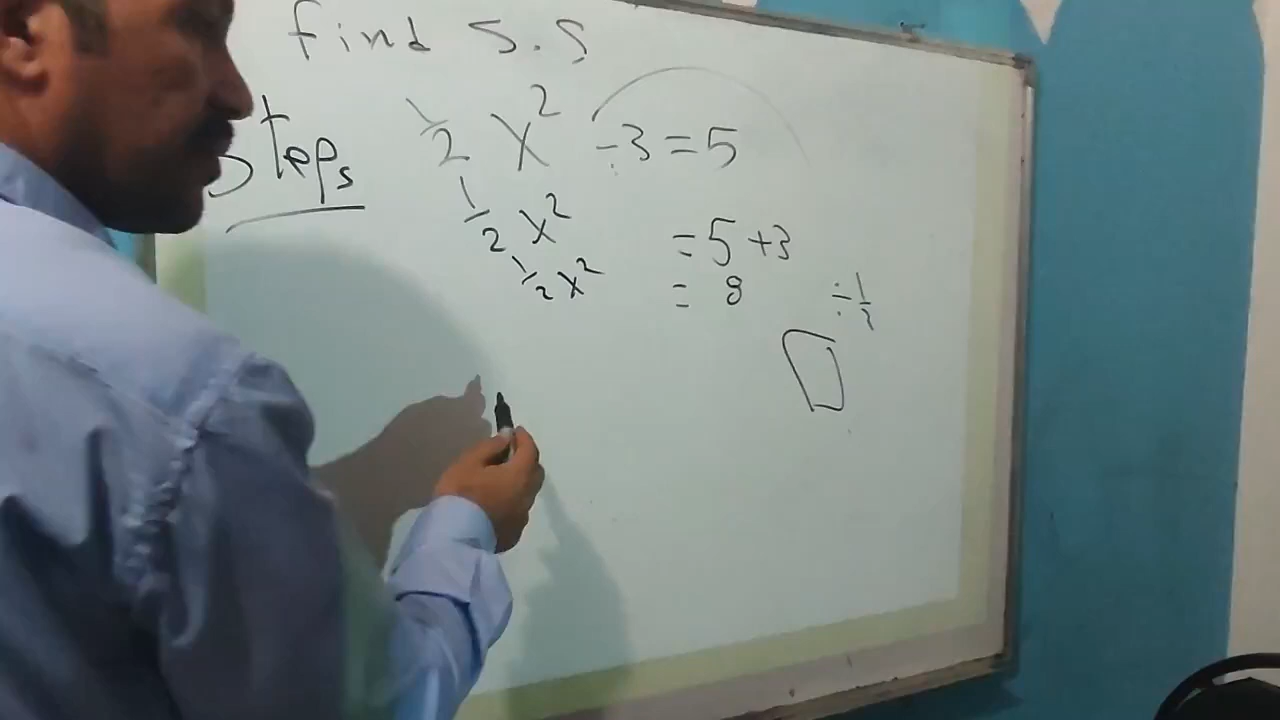 Find S.S
Steps
1/2 x² ÷3=5
1/2 x² =5+3
1/2 x² = 8 ÷1/2